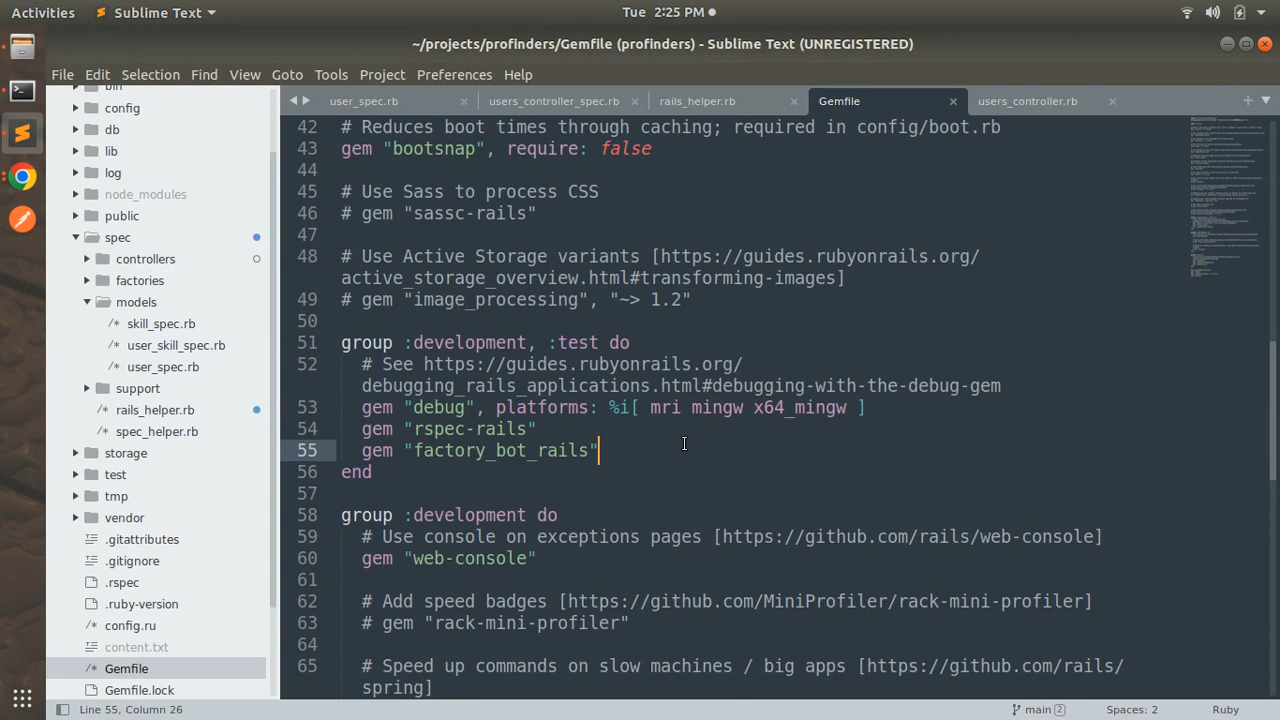 Activities
Sublime Text
Tue 2:25 PM
~/projects/profinders/Gemfile (profinders) - Sublime Text (UNREGISTERED)
File Edit Selection Find View Goto Tools Project Preferences Help
bin
config
db
lib
log
node_modules
public
spec
controllers
factories
models
skill_spec.rb
user_skill_spec.rb
user_spec.rb
support
rails_helper.rb
spec_helper.rb
storage
test
tmp
vendor
.gitattributes
.gitignore
.rspec
.ruby-version
config.ru
content.txt
Gemfile
Gemfile.lock
user_spec.rb
users_controller_spec.rb
rails_helper.rb
Gemfile
users_controller.rb
42 # Reduces boot times through caching; required in config/boot.rb
43 gem "bootsnap", require: false
44
45 # Use Sass to process CSS
46 # gem "sassc-rails"
47
48 # Use Active Storage variants [https://guides.rubyonrails.org/
active_storage_overview.html#transforming-images]
49 # gem "image_processing", "~> 1.2"
50
51 group :development, :test do
52 # See https://guides.rubyonrails.org/
debugging_rails_applications.html#debugging-with-the-debug-gem
53 gem "debug", platforms: %i[ mri mingw x64_mingw ]
54 gem "rspec-rails"
55 gem "factory_bot_rails"
56 end
57
58 group :development do
59 # Use console on exceptions pages [https://github.com/rails/web-console]
60 gem "web-console"
61
62 # Add speed badges [https://github.com/MiniProfiler/rack-mini-profiler]
63 # gem "rack-mini-profiler"
64
65 # Speed up commands on slow machines / big apps [https://github.com/rails/
spring]
Line 55, Column 26
main 2
Spaces: 2
Ruby